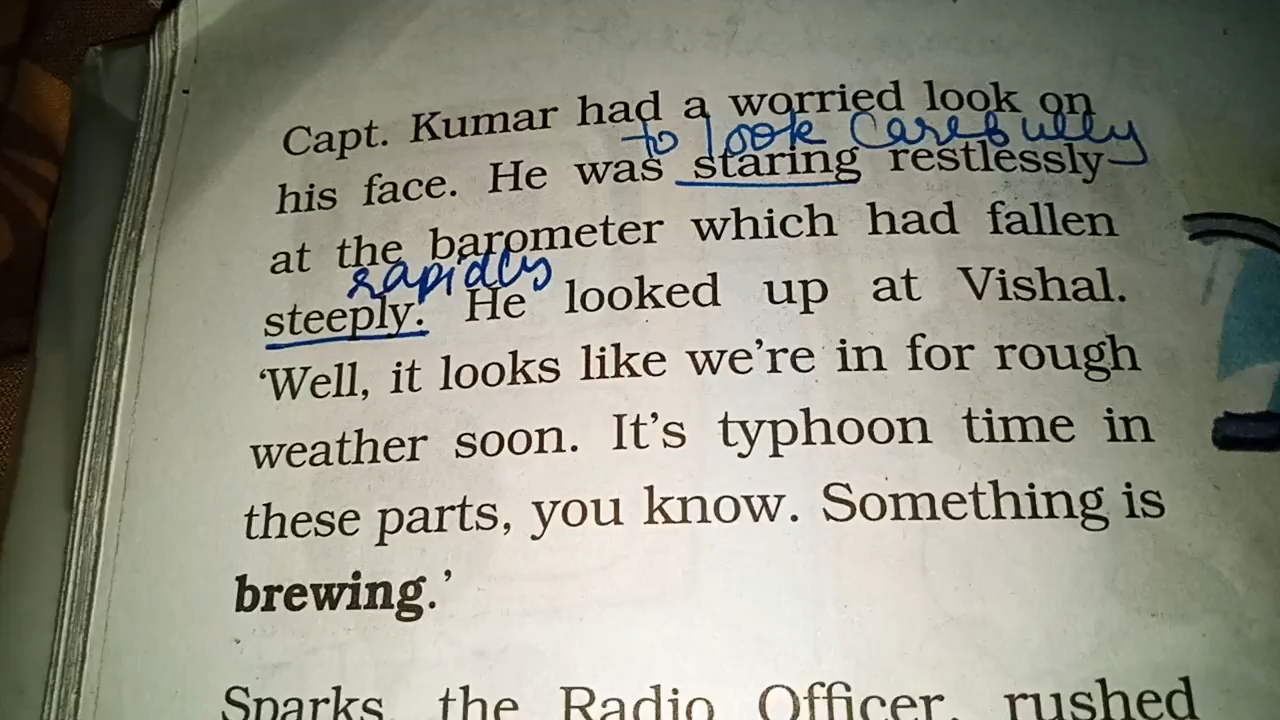 Capt. Kumar had a worried look on
to look carefully
his face. He was staring restlessly
at the barometer which had fallen
rapidly
steeply. He looked up at Vishal.
‘Well, it looks like we’re in for rough
weather soon. It’s typhoon time in
these parts, you know. Something is
brewing.’
Sparks, the Radio Officer, rushed